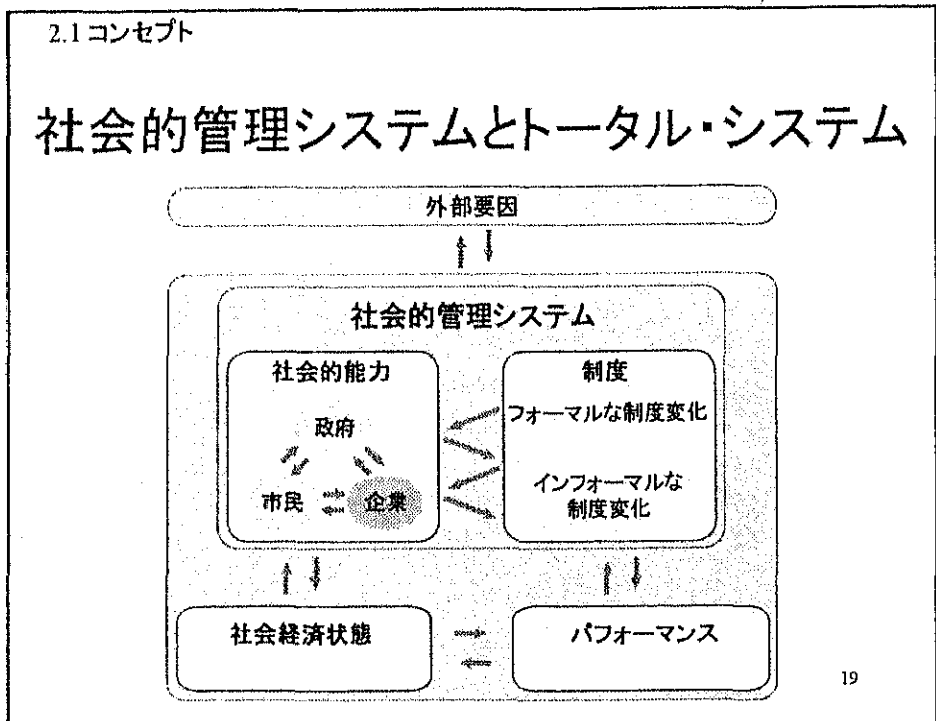 2.1 コンセプト
社会的管理システムとトータル・システム
外部要因
社会的管理システム
社会的能力
政府
市民
企業
制度
フォーマルな制度変化
インフォーマルな
制度変化
社会経済状態
パフォーマンス
19